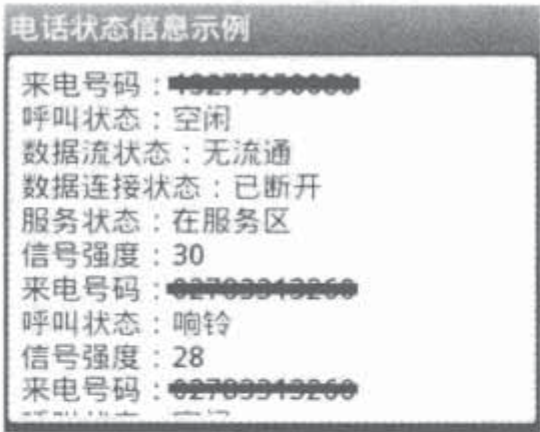 电话状态信息示例
来电号码：
呼叫状态：空闲
数据流状态：无流通
数据连接状态：已断开
服务状态：在服务区
信号强度：30
来电号码：
呼叫状态：响铃
信号强度：28
来电号码：